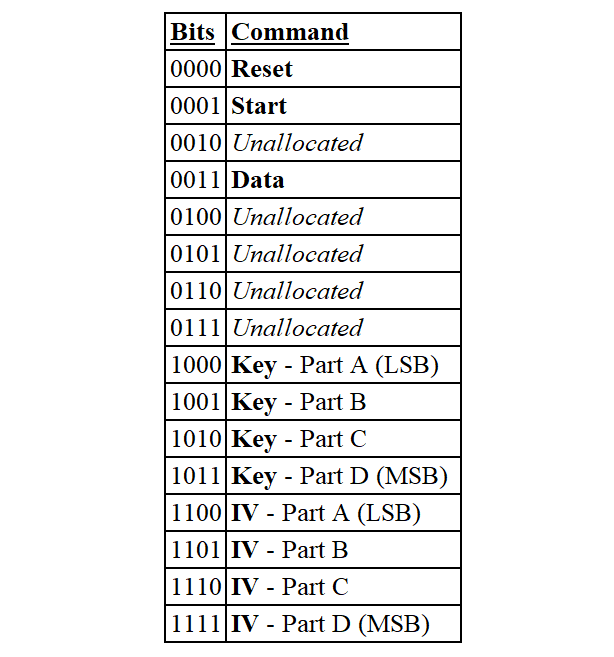 Bits Command
0000 Reset
0001 Start
0010 Unallocated
0011 Data
0100 Unallocated
0101 Unallocated
0110 Unallocated
0111 Unallocated
1000 Key - Part A (LSB)
1001 Key - Part B
1010 Key - Part C
1011 Key - Part D (MSB)
1100 IV - Part A (LSB)
1101 IV - Part B
1110 IV - Part C
1111 IV - Part D (MSB)